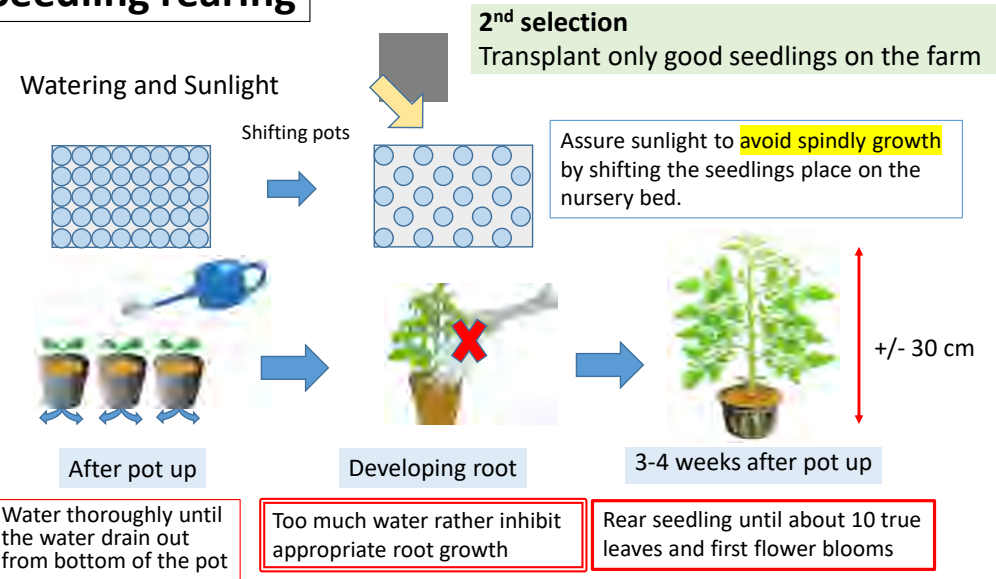 Seedling rearing
2nd selection
Transplant only good seedlings on the farm
Watering and Sunlight
Shifting pots
Assure sunlight to avoid spindly growth
by shifting the seedlings place on the
nursery bed.
+/- 30 cm
After pot up
Developing root
3-4 weeks after pot up
Water thoroughly until
the water drain out
from bottom of the pot
Too much water rather inhibit
appropriate root growth
Rear seedling until about 10 true
leaves and first flower blooms